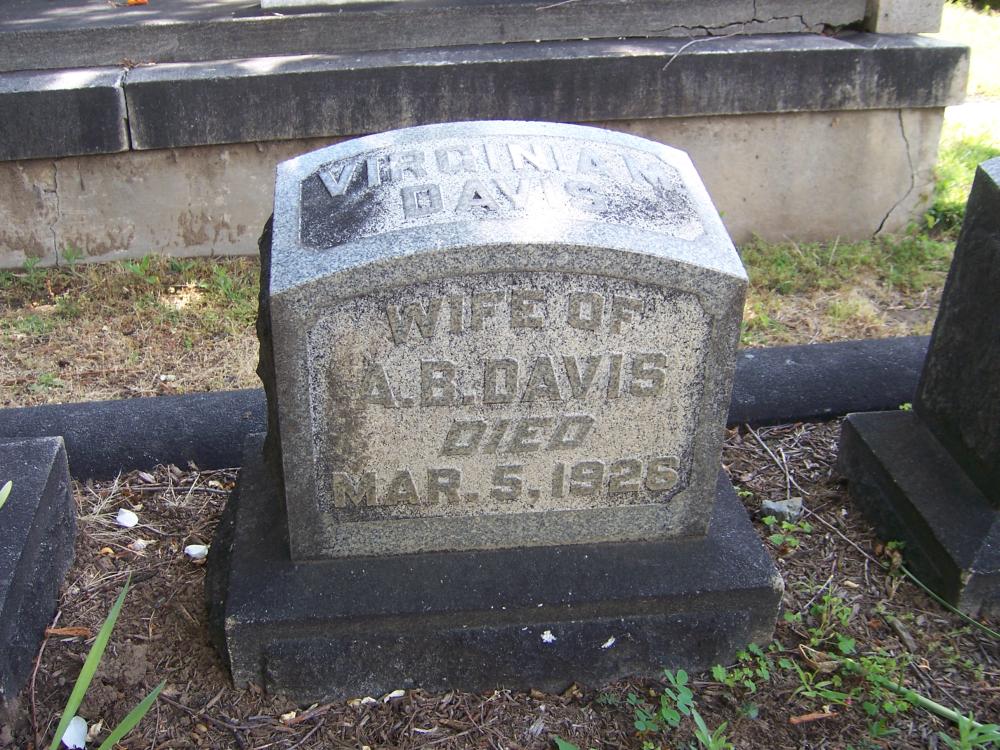 VIRGINIA M
DAVIS
WIFE OF
A.B. DAVIS
DIED
MAR. 5. 1926